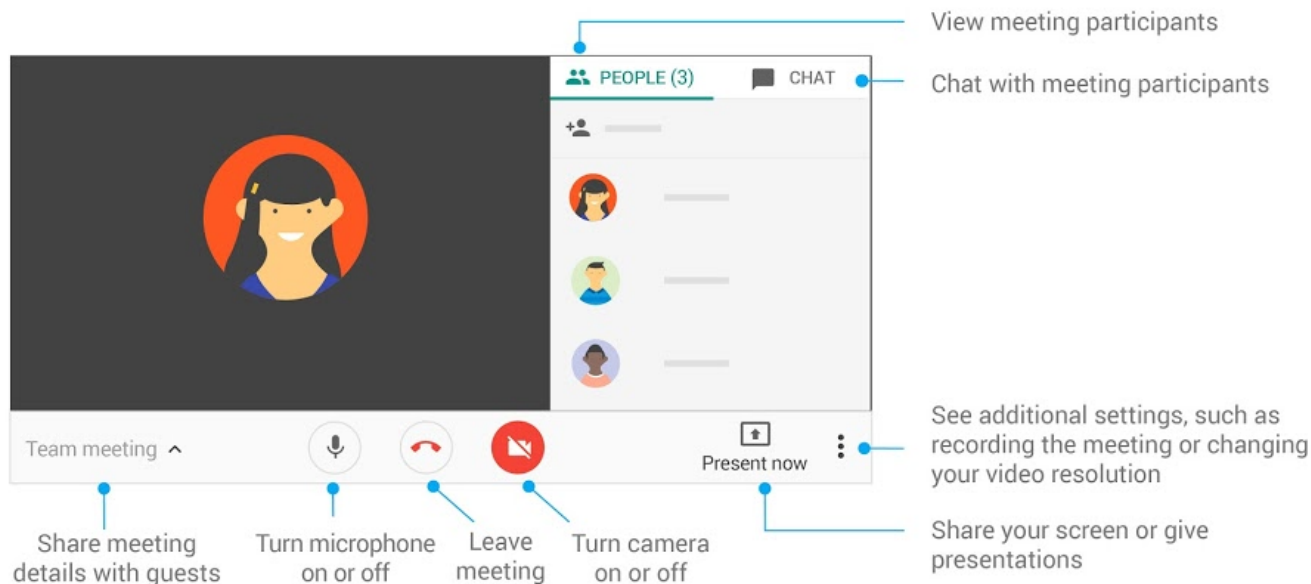 View meeting participants
PEOPLE (3)
CHAT
Chat with meeting participants
Team meeting
Present now
See additional settings, such as
recording the meeting or changing
your video resolution
Share meeting
details with guests
Turn microphone
on or off
Leave
meeting
Turn camera
on or off
Share your screen or give
presentations